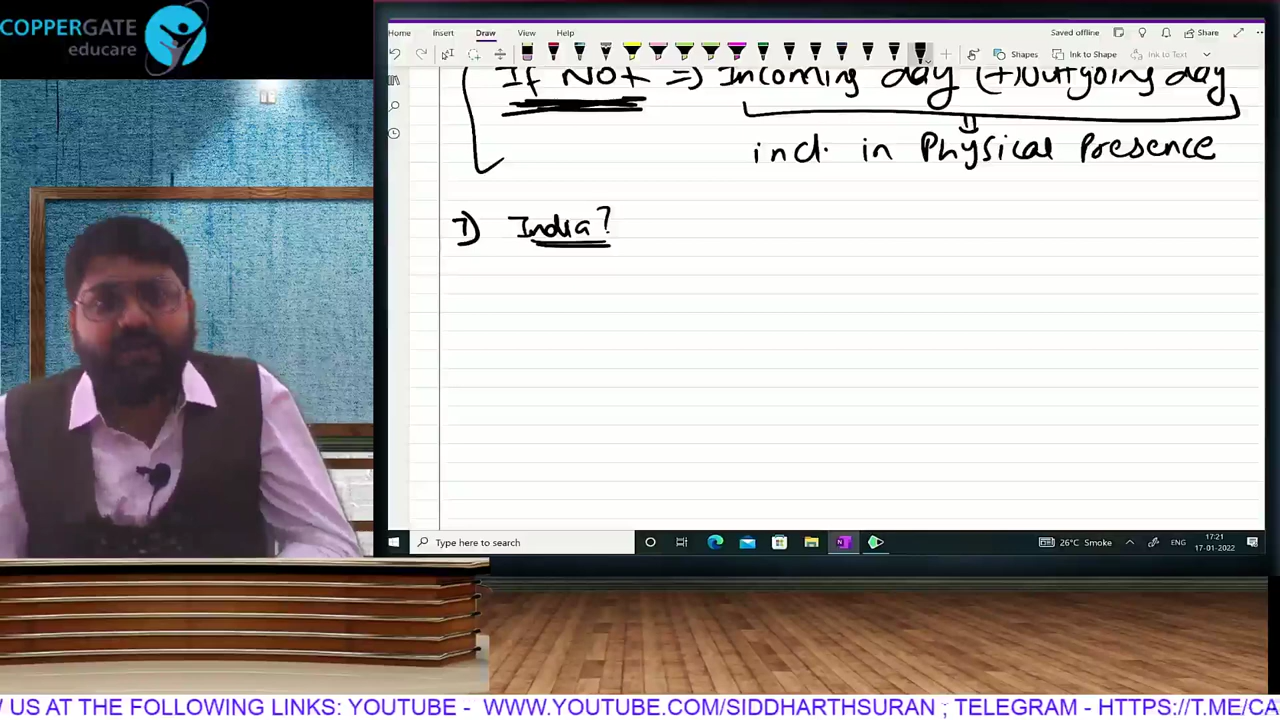 COPPERGATE
educare
Home Insert Draw View Help Saved offline Share
Shapes Ink to Shape Ink to Text
If Not => Incoming day (+) Outgoing day
incl. in Physical Presence
I) India?
Type here to search
26°C Smoke ENG 17:21
17-01-2022
W US AT THE FOLLOWING LINKS: YOUTUBE - WWW.YOUTUBE.COM/SIDDHARTHSURAN ; TELEGRAM - HTTPS://T.ME/CA